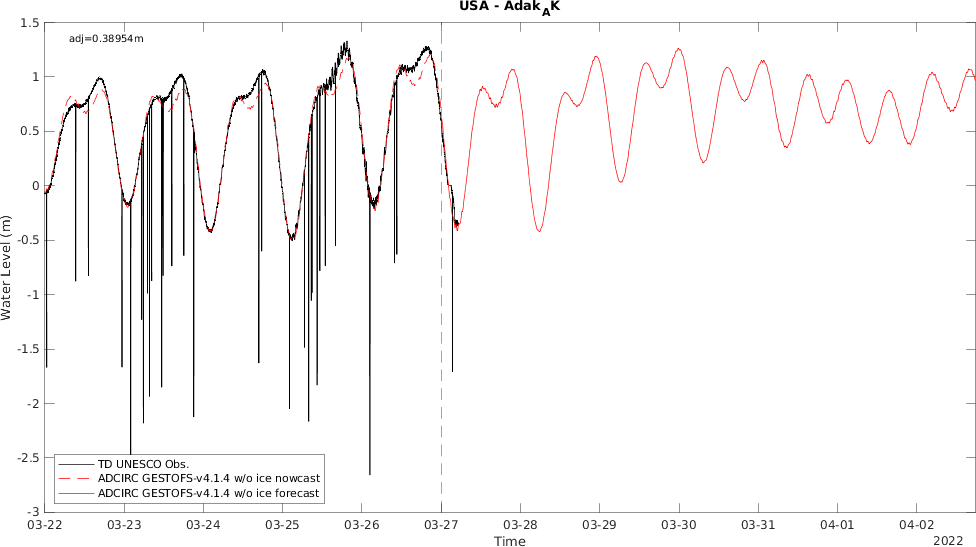 USA - Adak AK
adj=0.38954m
1.5
1
0.5
0
-0.5
-1
-1.5
-2
-2.5
-3
Water Level (m)
TD UNESCO Obs.
ADCIRC GESTOFS-v4.1.4 w/o ice nowcast
ADCIRC GESTOFS-v4.1.4 w/o ice forecast
03-22 03-23 03-24 03-25 03-26 03-27 03-28 03-29 03-30 03-31 04-01 04-02
Time
2022